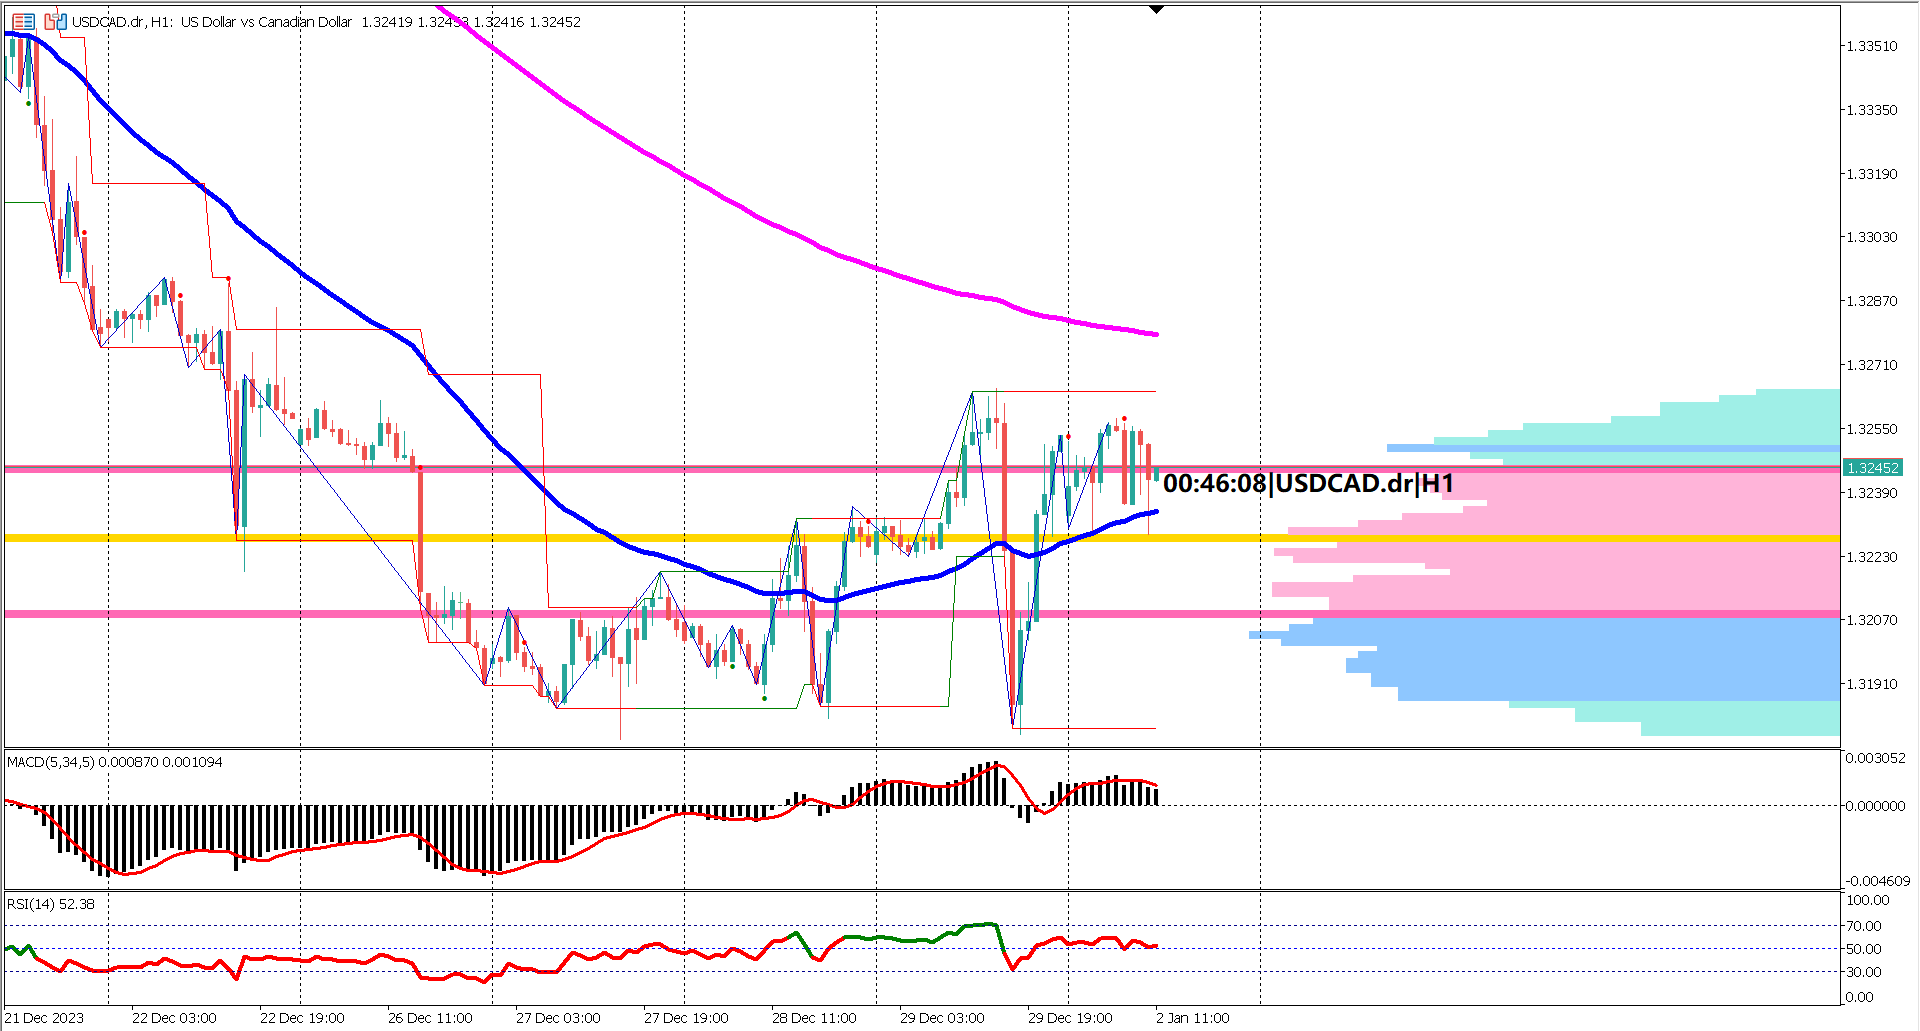 USDCAD.dr, H1: US Dollar vs Canadian Dollar 1.32419 1.32453 1.32416 1.32452
1.33510
1.33350
1.33190
1.33030
1.32870
1.32710
1.32550
1.32452
00:46:08|USDCAD.dr|H1
1.32390
1.32230
1.32070
1.31910
MACD(5,34,5) 0.000870 0.001094
0.003052
0.000000
-0.004609
RSI(14) 52.38
100.00
70.00
50.00
30.00
0.00
21 Dec 2023
22 Dec 03:00
22 Dec 19:00
26 Dec 11:00
27 Dec 03:00
27 Dec 19:00
28 Dec 11:00
29 Dec 03:00
29 Dec 19:00
2 Jan 11:00